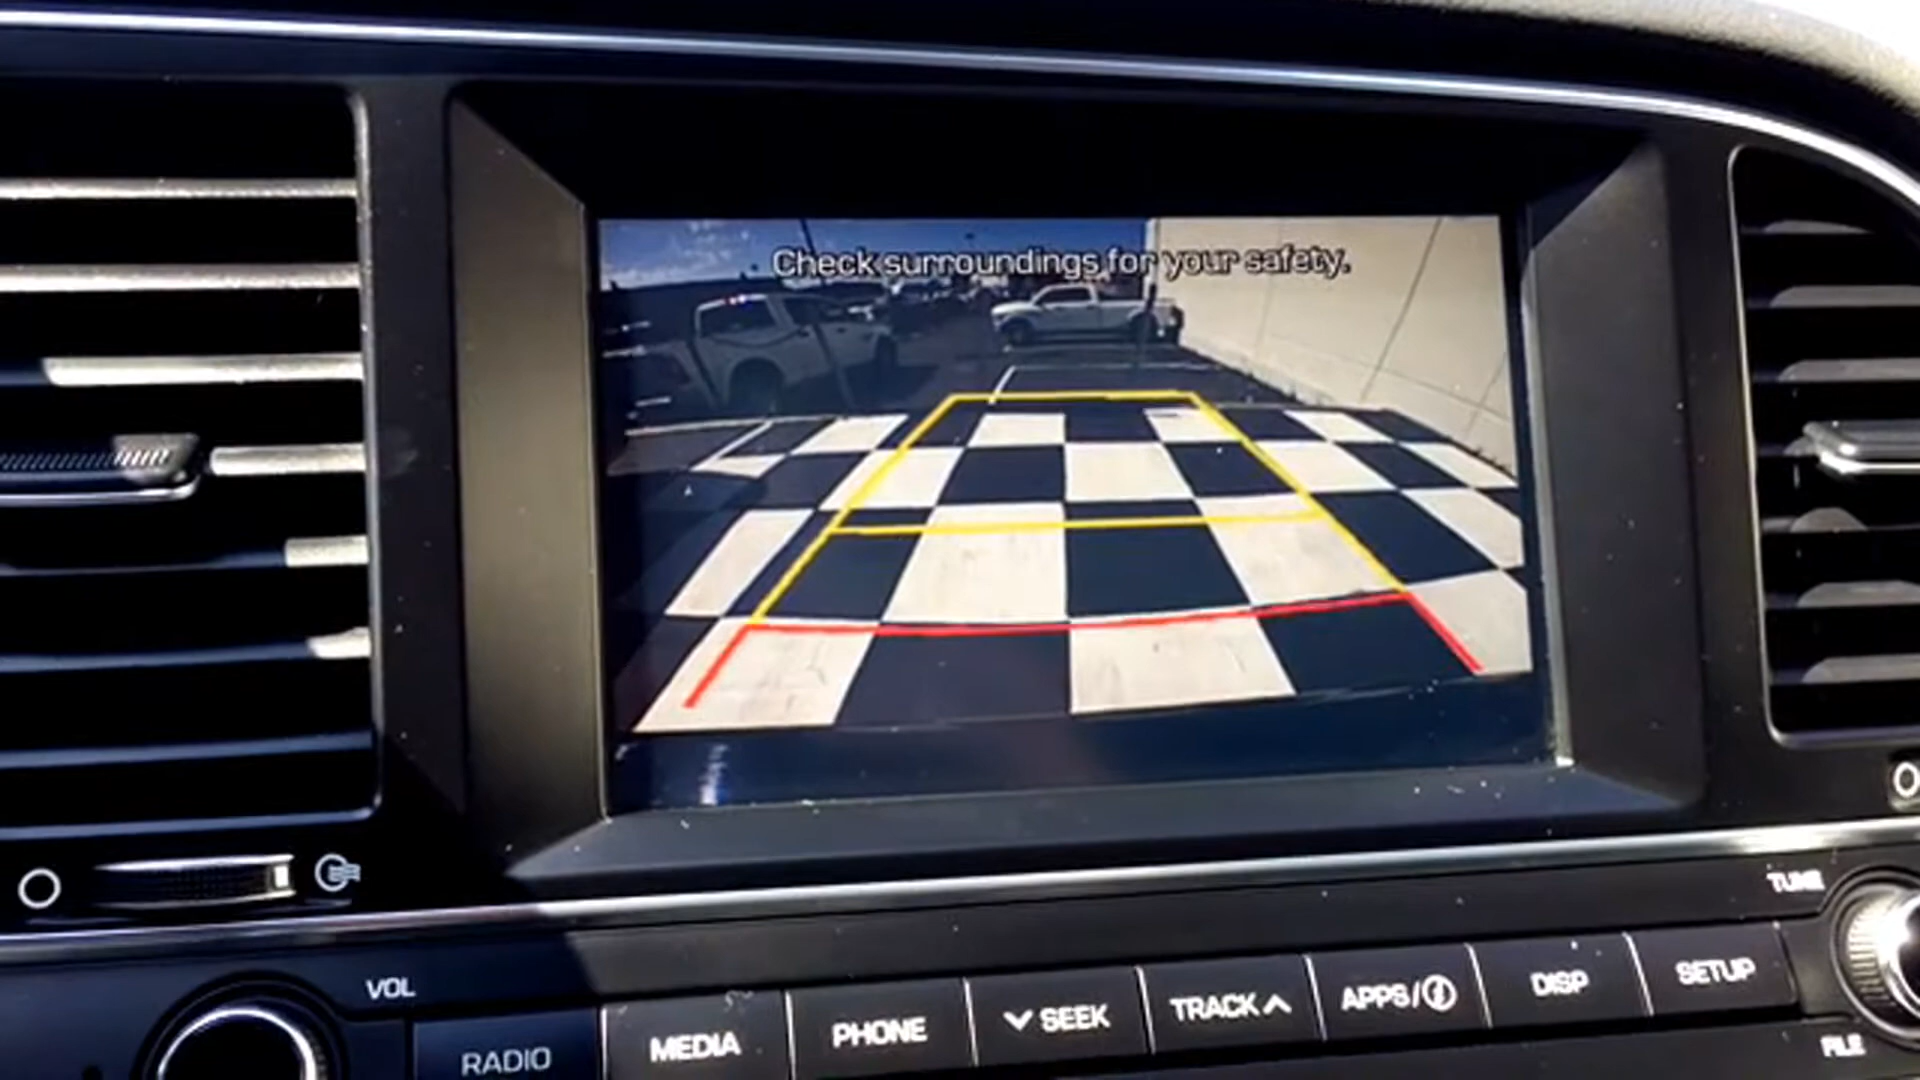 Check surroundings for your safety.
TUNE
VOL
RADIO
MEDIA
PHONE
SEEK
TRACK
APPS/
DISP
SETUP
FILE